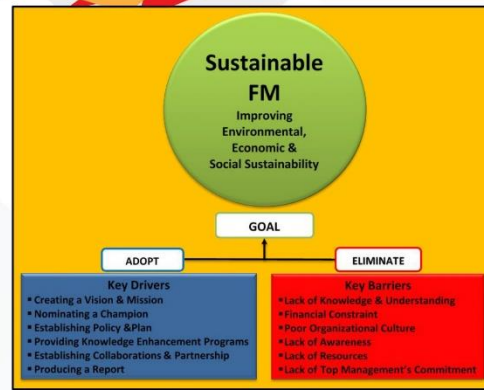 Sustainable
FM
Improving
Environmental,
Economic &
Social Sustainability
GOAL
ADOPT
ELIMINATE
Key Drivers
▪ Creating a Vision & Mission
▪ Nominating a Champion
▪ Establishing Policy &Plan
▪ Providing Knowledge Enhancement Programs
▪ Establishing Collaborations & Partnership
▪ Producing a Report
Key Barriers
▪ Lack of Knowledge & Understanding
▪ Financial Constraint
▪ Poor Organizational Culture
▪ Lack of Awareness
▪ Lack of Resources
▪ Lack of Top Management's Commitment